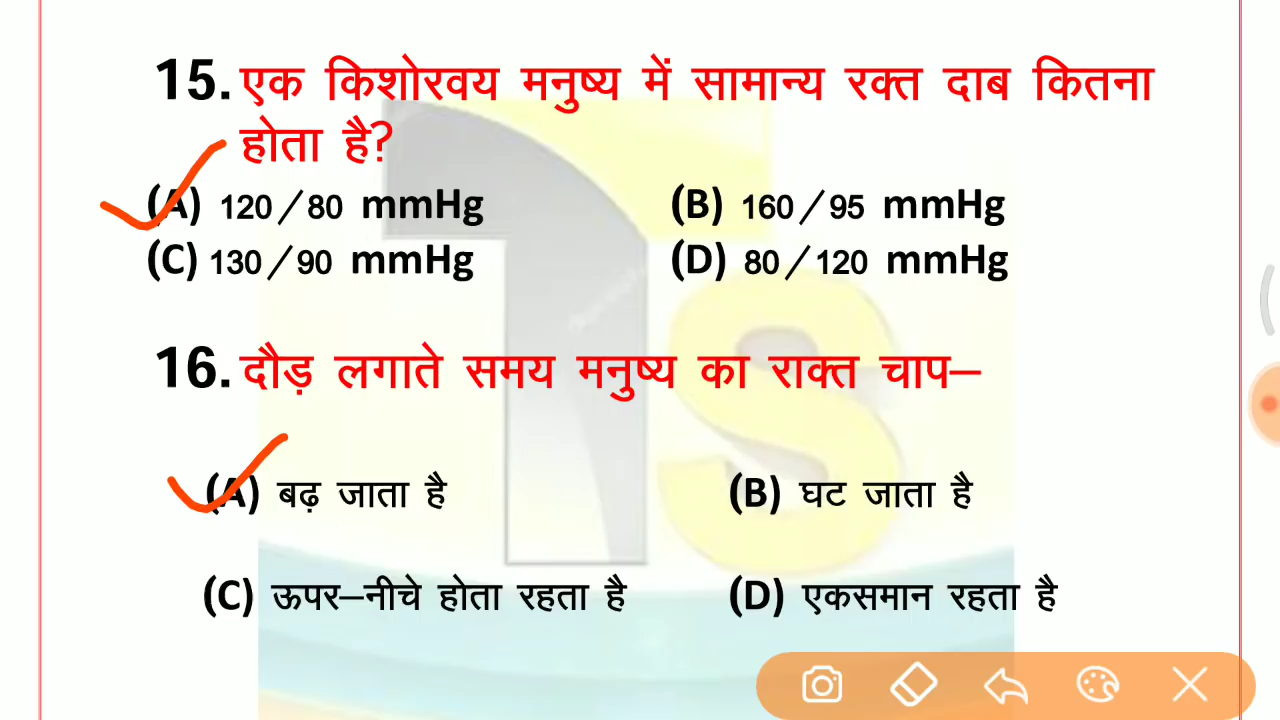 15. एक किशोरवय मनुष्य में सामान्य रक्त दाब कितना
होता है?
(A) 120/80 mmHg (B) 160/95 mmHg
(C) 130/90 mmHg (D) 80/120 mmHg
16. दौड़ लगाते समय मनुष्य का राक्त चाप–
(A) बढ़ जाता है (B) घट जाता है
(C) ऊपर–नीचे होता रहता है (D) एकसमान रहता है